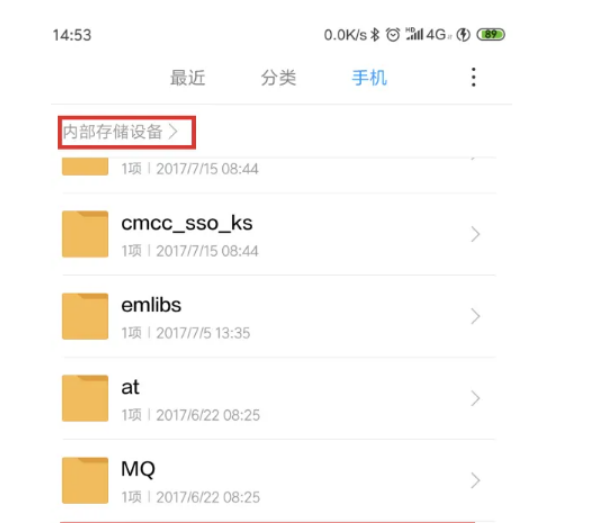 14:53 0.0K/s HD 4G 89
最近 分类 手机
内部存储设备
1项 | 2017/7/15 08:44
cmcc_sso_ks
1项 | 2017/7/15 08:44
emlibs
1项 | 2017/7/5 13:35
at
1项 | 2017/6/22 08:25
MQ
1项 | 2017/6/22 08:25